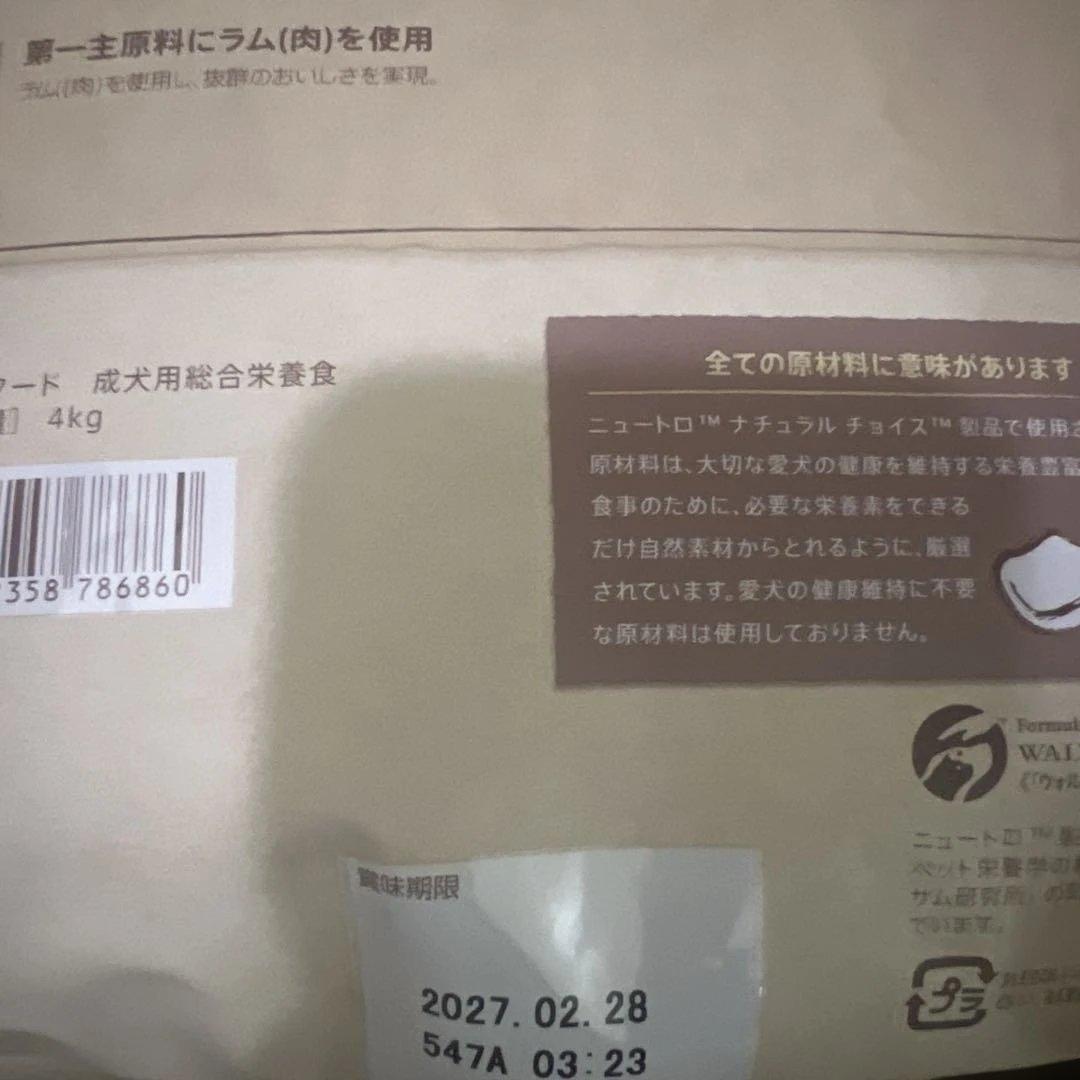 第一主原料にラム(肉)を使用
ラム(肉)を使用し、抜群のおいしさを実現。
フード 成犬用総合栄養食
4kg
358 786860
全ての原材料に意味があります
ニュートロ™ ナチュラル チョイス™ 製品で使用さ
原材料は、大切な愛犬の健康を維持する栄養豊富
食事のために、必要な栄養素をできる
だけ自然素材からとれるように、厳選
されています。愛犬の健康維持に不要
な原材料は使用しておりません。
WAL
ニュートロ™
ペット栄養学の
サム研究所」の
ています。
プラ
賞味期限
2027.02.28
547A 03:23